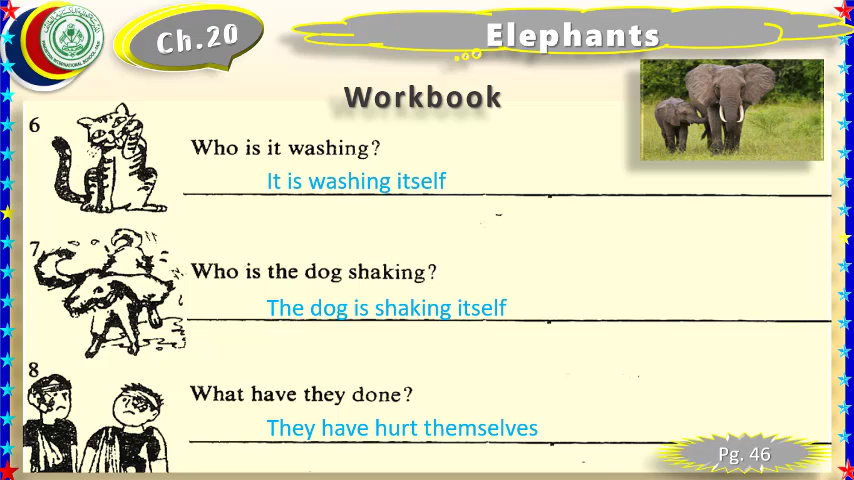 Ch.20
Elephants
Workbook
6
Who is it washing?
It is washing itself
7
Who is the dog shaking?
The dog is shaking itself
8
What have they done?
They have hurt themselves
Pg. 46